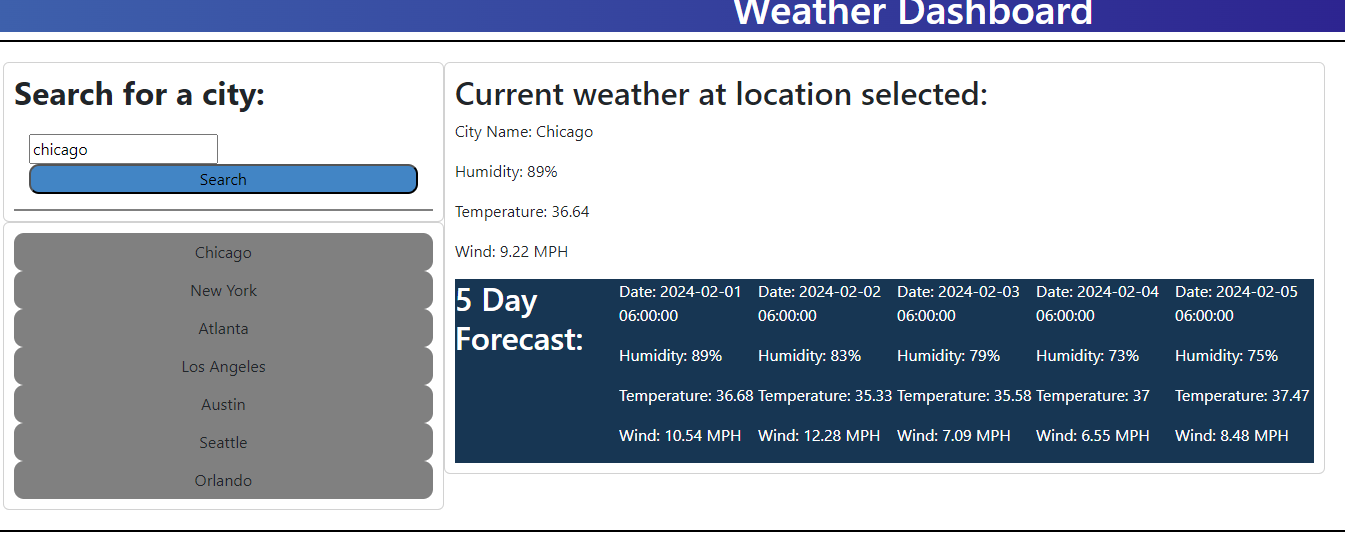 Weather Dashboard
Search for a city:
chicago
Search
Chicago
New York
Atlanta
Los Angeles
Austin
Seattle
Orlando
Current weather at location selected:
City Name: Chicago
Humidity: 89%
Temperature: 36.64
Wind: 9.22 MPH
5 Day
Forecast:
Date: 2024-02-01
06:00:00
Humidity: 89%
Temperature: 36.68
Wind: 10.54 MPH
Date: 2024-02-02
06:00:00
Humidity: 83%
Temperature: 35.33
Wind: 12.28 MPH
Date: 2024-02-03
06:00:00
Humidity: 79%
Temperature: 35.58
Wind: 7.09 MPH
Date: 2024-02-04
06:00:00
Humidity: 73%
Temperature: 37
Wind: 6.55 MPH
Date: 2024-02-05
06:00:00
Humidity: 75%
Temperature: 37.47
Wind: 8.48 MPH